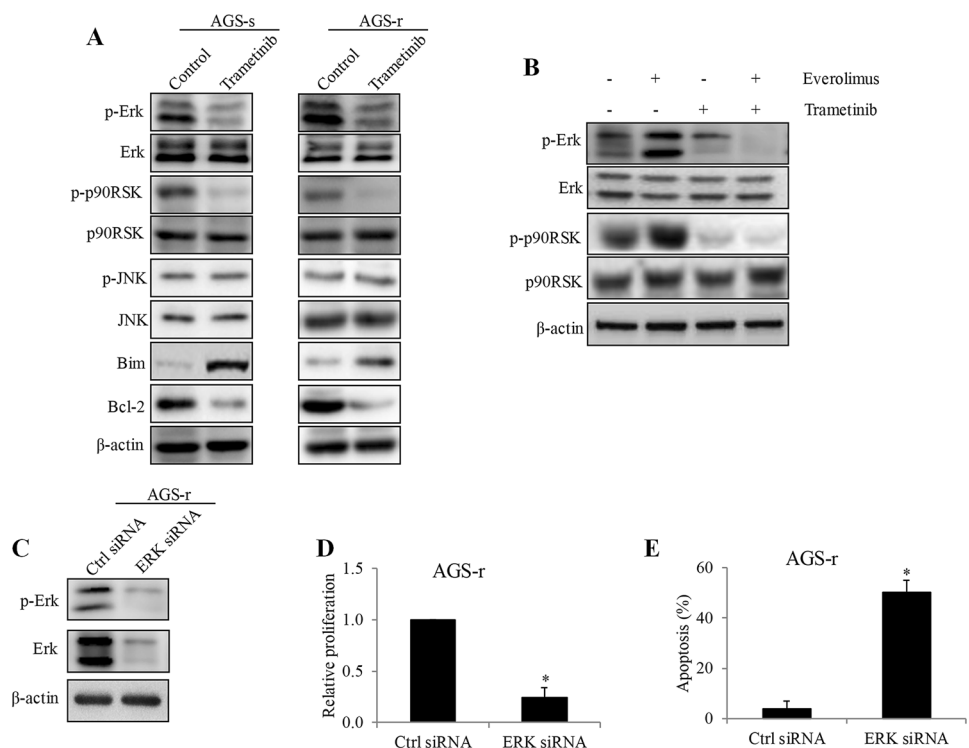 A
AGS-s
AGS-r
Control
Trametinib
Control
Trametinib
p-Erk
Erk
p-p90RSK
p90RSK
p-JNK
JNK
Bim
Bcl-2
β-actin
B
- + - + Everolimus
- - + + Trametinib
p-Erk
Erk
p-p90RSK
p90RSK
β-actin
C
AGS-r
Ctrl siRNA
ERK siRNA
p-Erk
Erk
β-actin
D
AGS-r
Relative proliferation
1.5
1.0
0.5
0.0
*
Ctrl siRNA ERK siRNA
E
AGS-r
Apoptosis (%)
60
40
20
0
*
Ctrl siRNA ERK siRNA